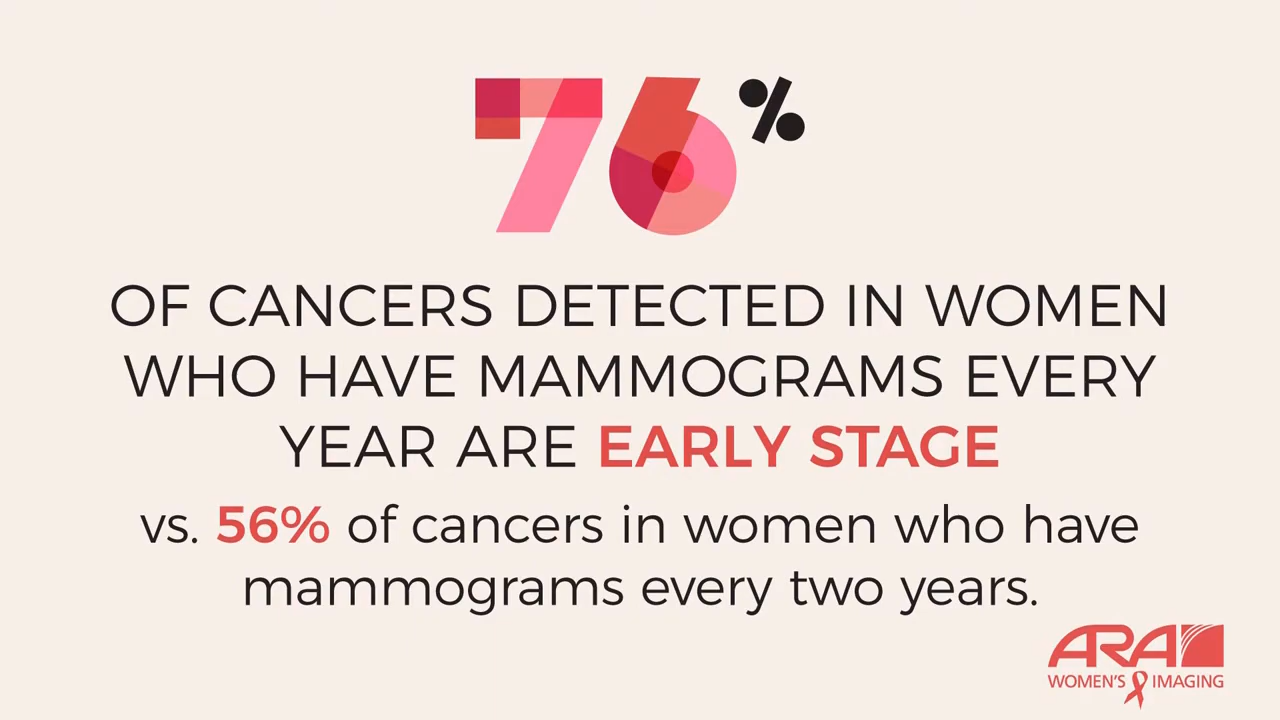 76%
OF CANCERS DETECTED IN WOMEN
WHO HAVE MAMMOGRAMS EVERY
YEAR ARE EARLY STAGE
vs. 56% of cancers in women who have
mammograms every two years.
ARA
WOMEN'S IMAGING